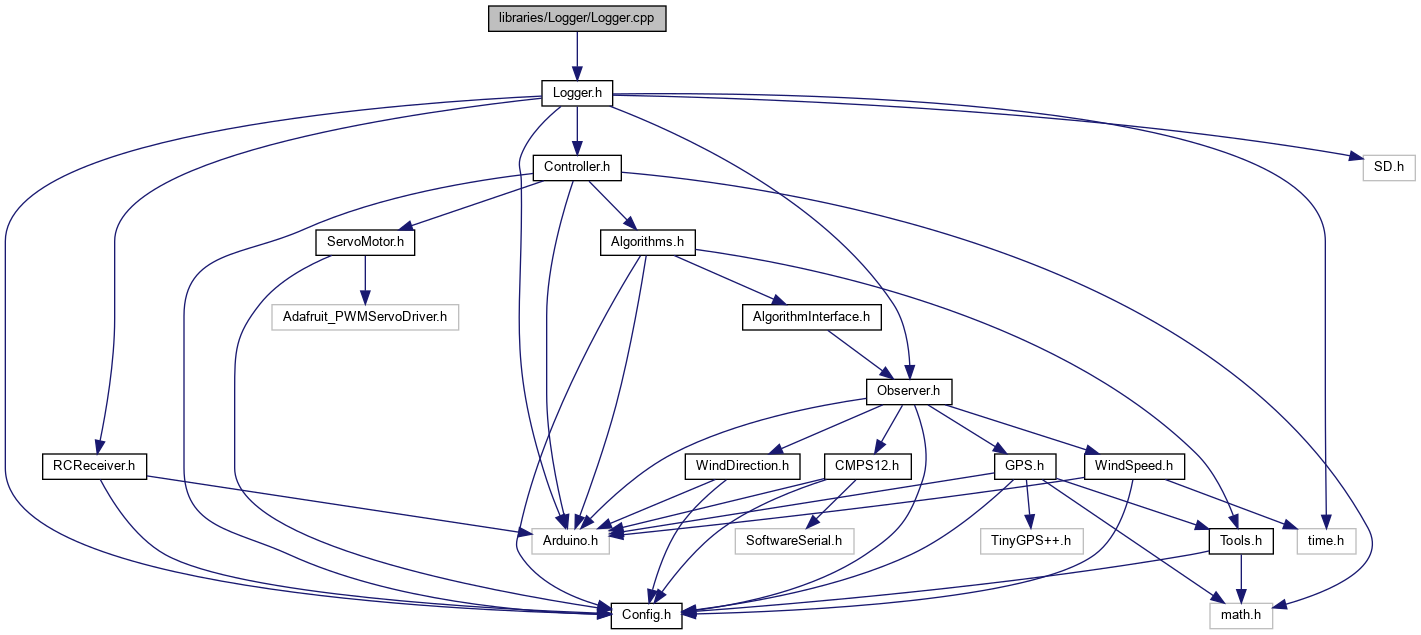 libraries/Logger/Logger.cpp
Logger.h
Controller.h
SD.h
ServoMotor.h
Algorithms.h
Adafruit_PWMServoDriver.h
AlgorithmInterface.h
Observer.h
RCReceiver.h
WindDirection.h
CMPS12.h
GPS.h
WindSpeed.h
Arduino.h
SoftwareSerial.h
TinyGPS++.h
Tools.h
time.h
Config.h
math.h